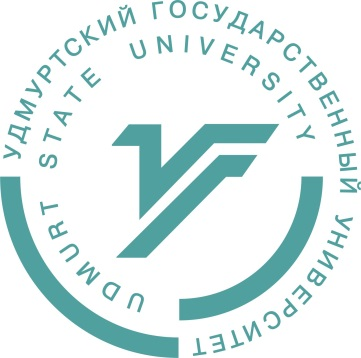 УДМУРТСКИЙ ГОСУДАРСТВЕННЫЙ УНИВЕРСИТЕТ
UDMURT STATE UNIVERSITY